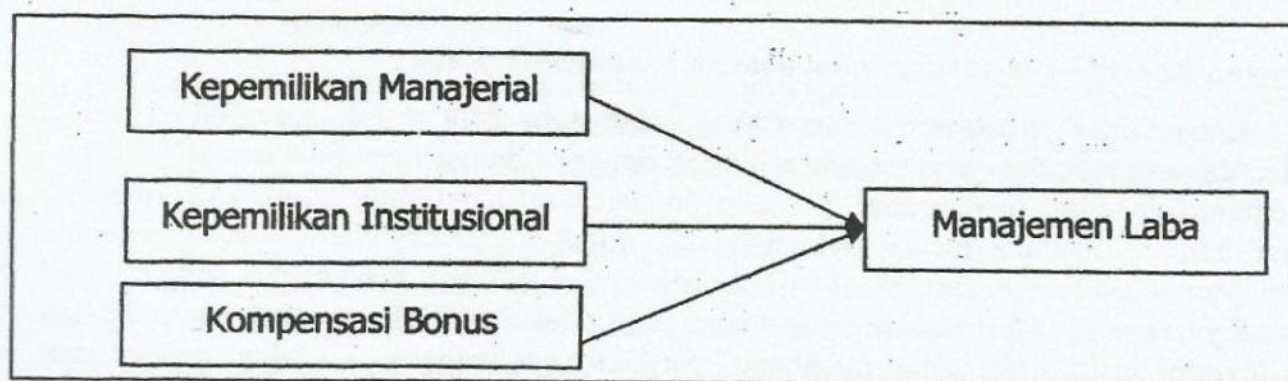 Kepemilikan Manajerial
Kepemilikan Institusional
Manajemen Laba
Kompensasi Bonus